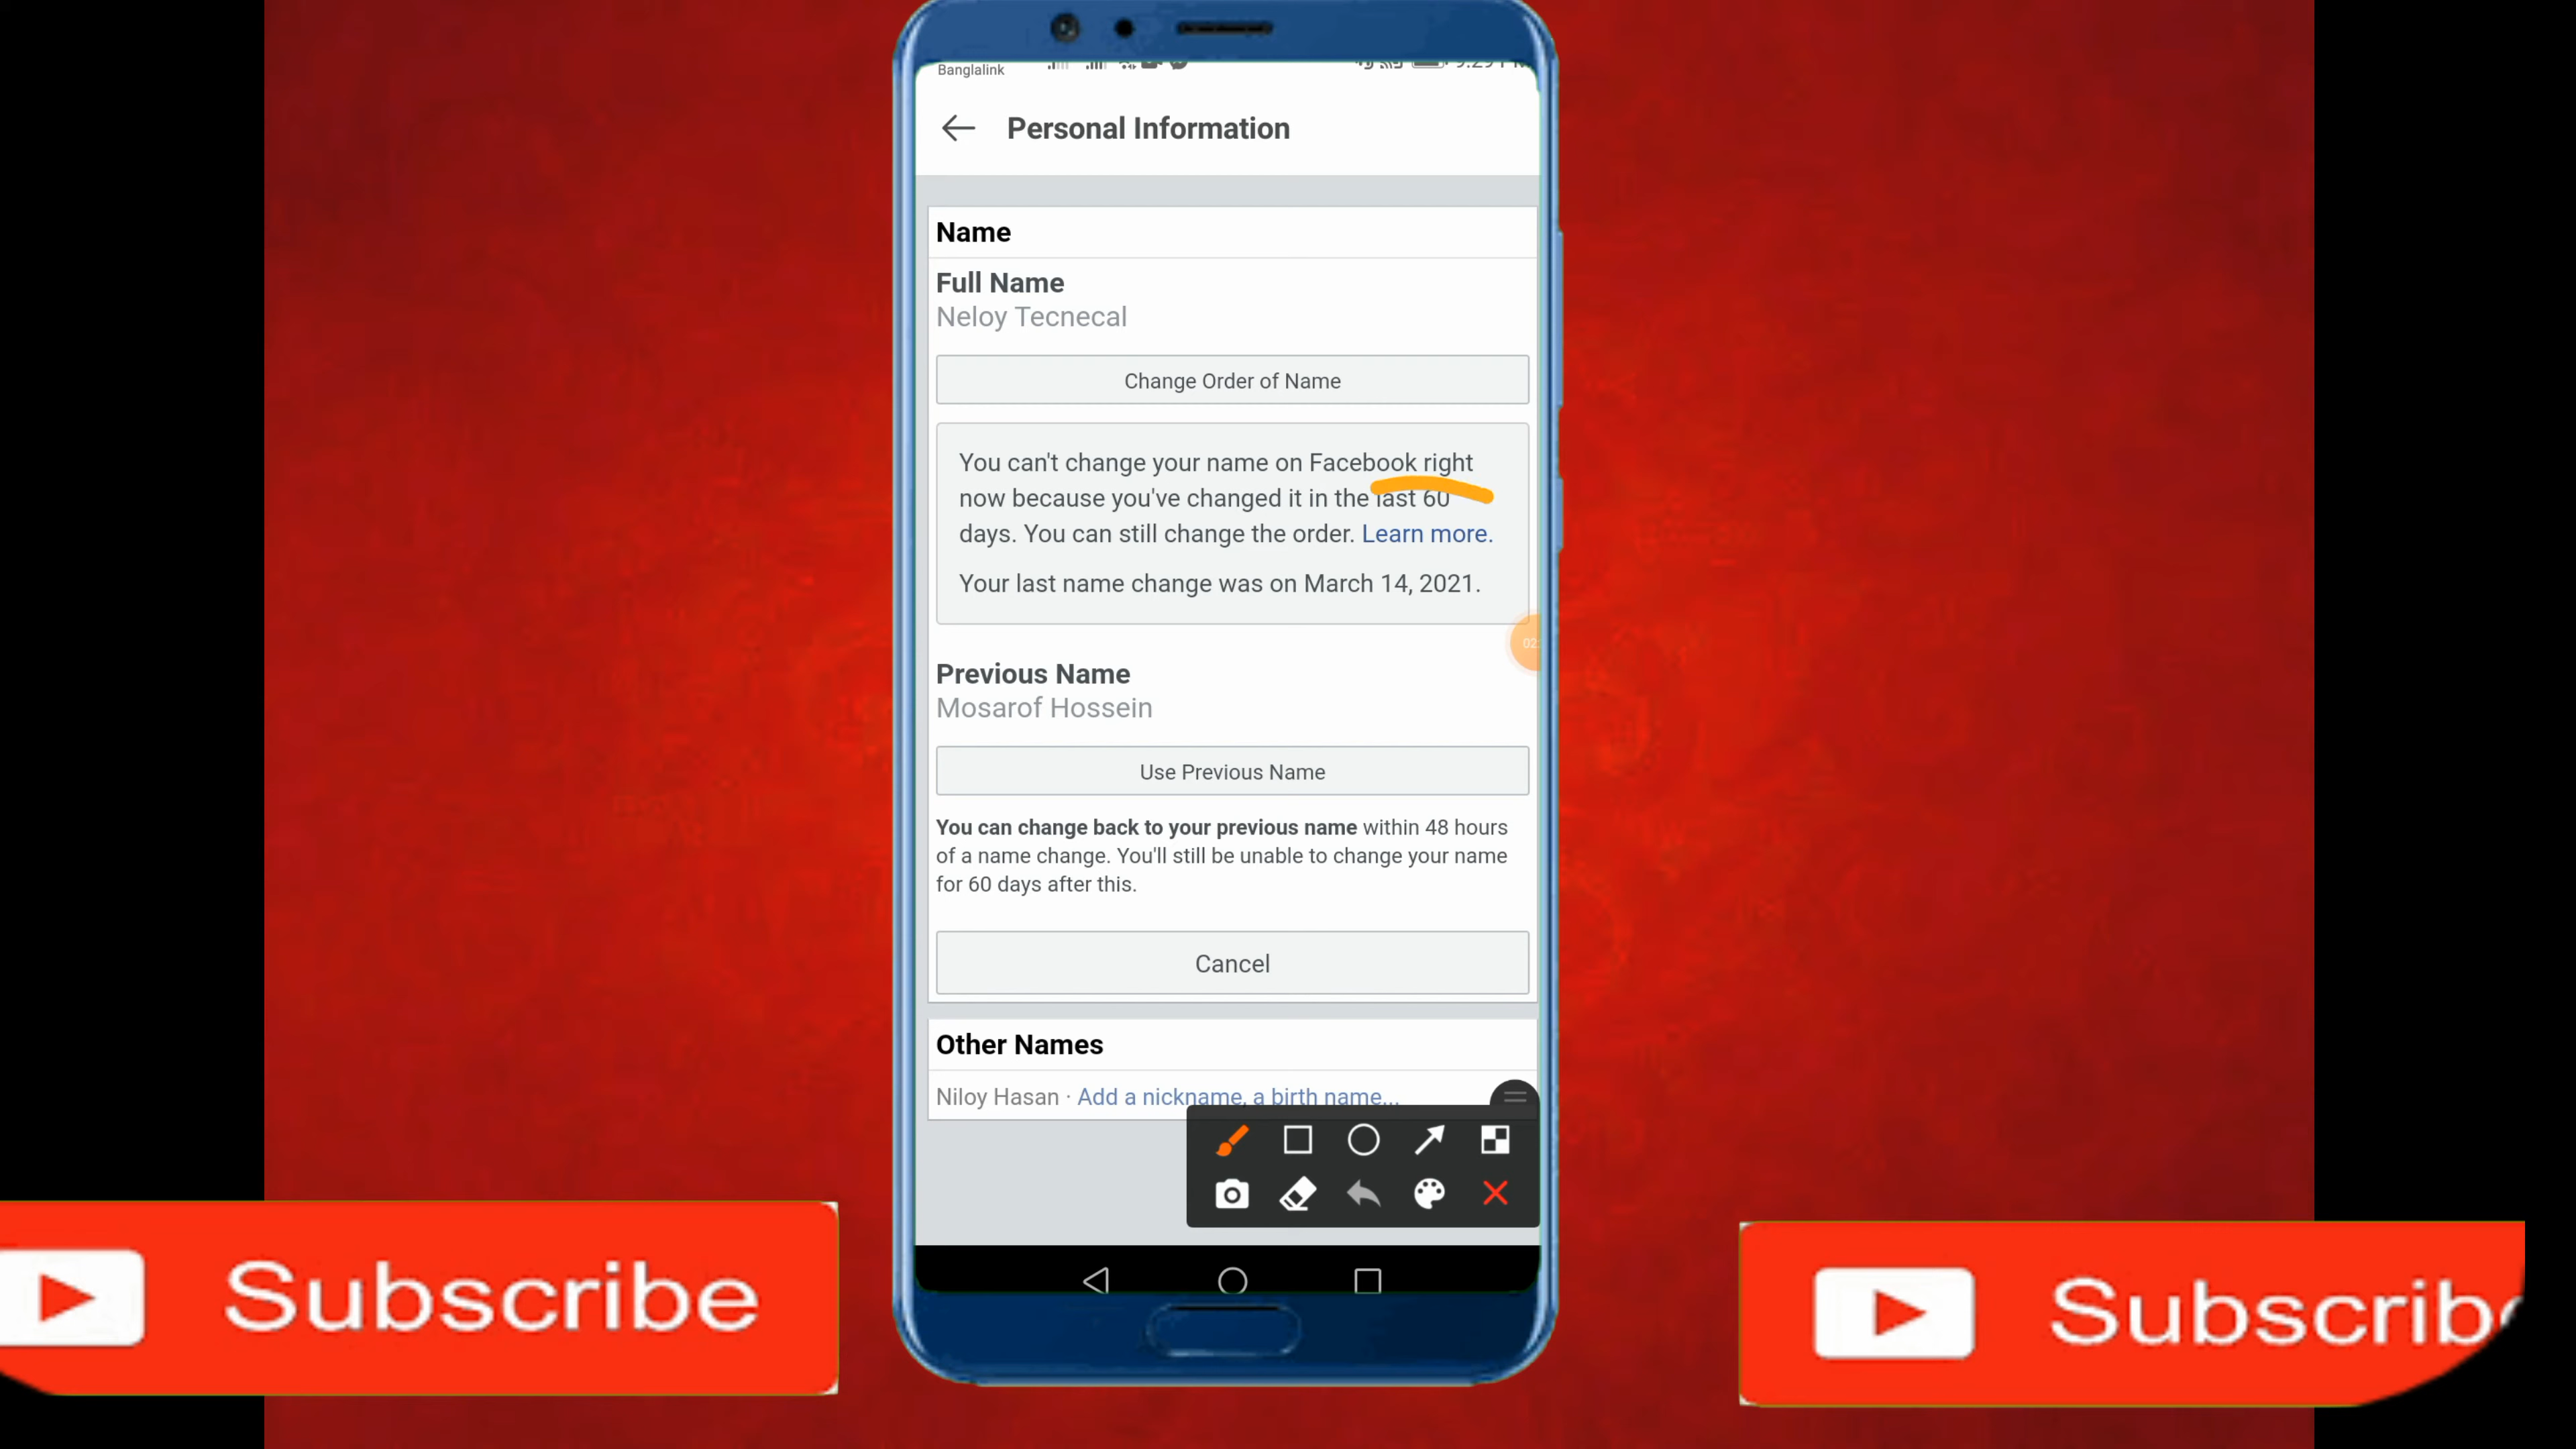 Banglalink
Personal Information
Name
Full Name
Neloy Tecnecal
Change Order of Name
You can't change your name on Facebook right
now because you've changed it in the last 60
days. You can still change the order. Learn more.
Your last name change was on March 14, 2021.
Previous Name
Mosarof Hossein
Use Previous Name
You can change back to your previous name within 48 hours
of a name change. You'll still be unable to change your name
for 60 days after this.
Cancel
Other Names
Niloy Hasan · Add a nickname, a birth name...
Subscribe